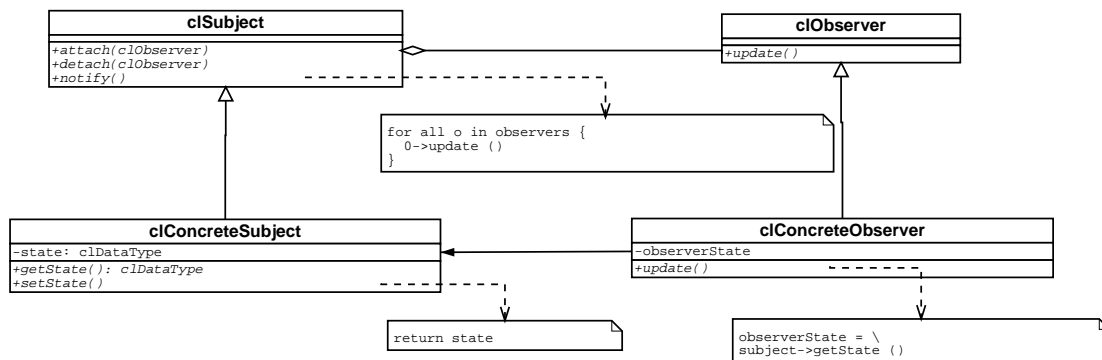 clSubject
+attach(clObserver)
+detach(clObserver)
+notify()
clObserver
+update()
for all o in observers {
0->update ()
}
clConcreteSubject
-state: clDataType
+getState(): clDataType
+setState()
clConcreteObserver
-observerState
+update()
return state
observerState = \
subject->getState ()